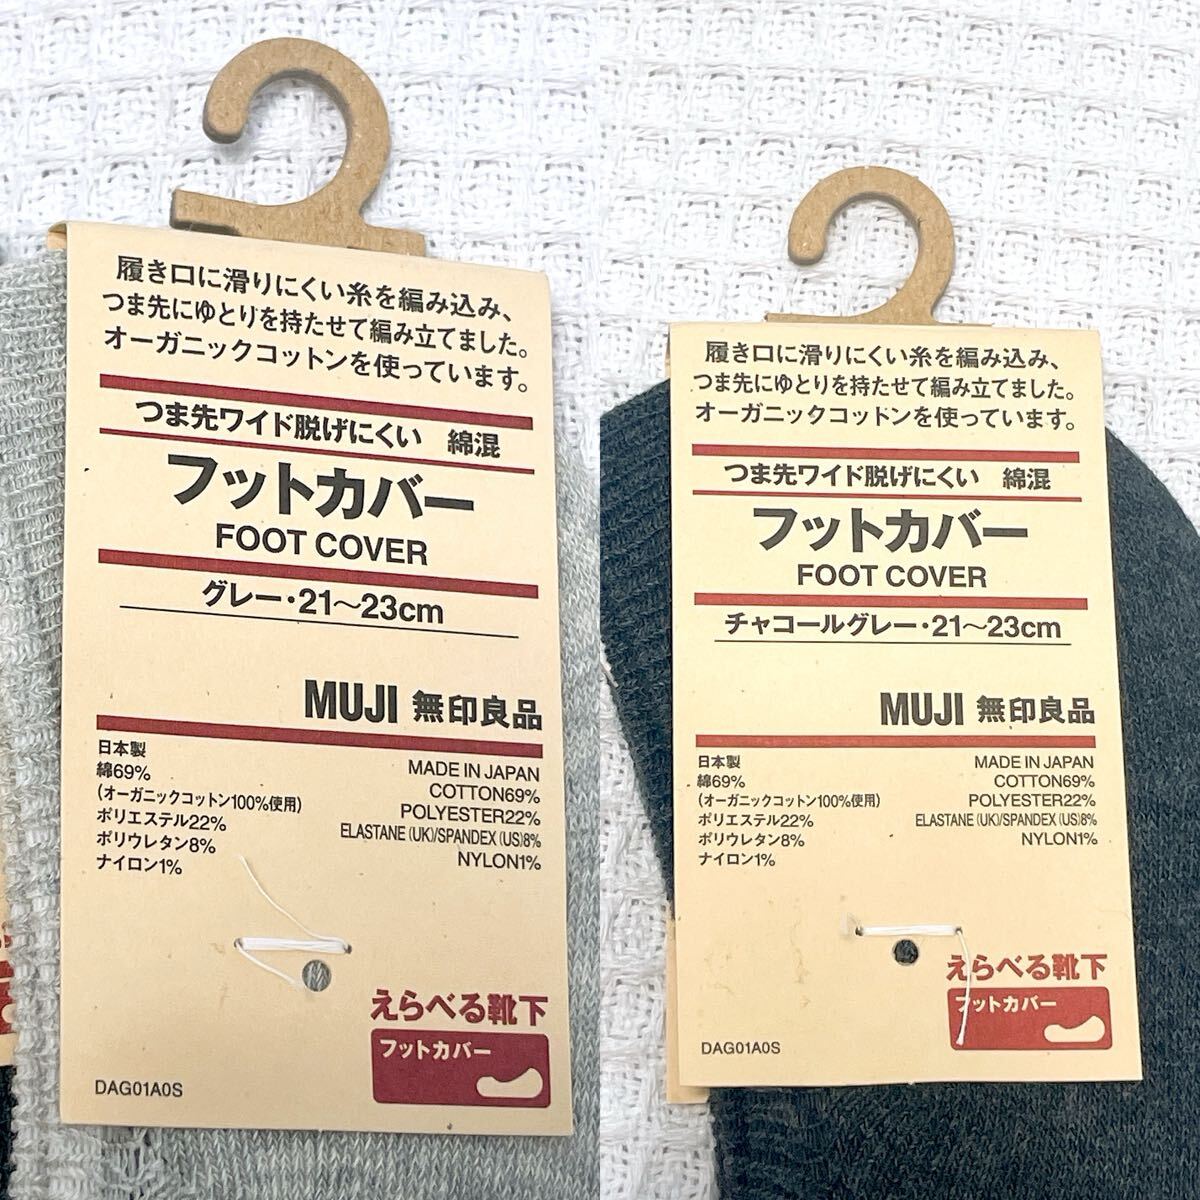 履き口に滑りにくい糸を編み込み、
つま先にゆとりを持たせて編み立てました。
オーガニックコットンを使っています。
つま先ワイド脱げにくい 綿混
フットカバー
FOOT COVER
グレー・21〜23cm
MUJI 無印良品
日本製
綿69%
(オーガニックコットン100%使用)
ポリエステル22%
ポリウレタン8%
ナイロン1%
MADE IN JAPAN
COTTON69%
POLYESTER22%
ELASTANE (UK)/SPANDEX (US)8%
NYLON1%
えらべる靴下
フットカバー
DAG01A0S
履き口に滑りにくい糸を編み込み、
つま先にゆとりを持たせて編み立てました。
オーガニックコットンを使っています。
つま先ワイド脱げにくい 綿混
フットカバー
FOOT COVER
チャコールグレー・21〜23cm
MUJI 無印良品
日本製
綿69%
(オーガニックコットン100%使用)
ポリエステル22%
ポリウレタン8%
ナイロン1%
MADE IN JAPAN
COTTON69%
POLYESTER22%
ELASTANE (UK)/SPANDEX (US)8%
NYLON1%
えらべる靴下
フットカバー
DAG01A0S